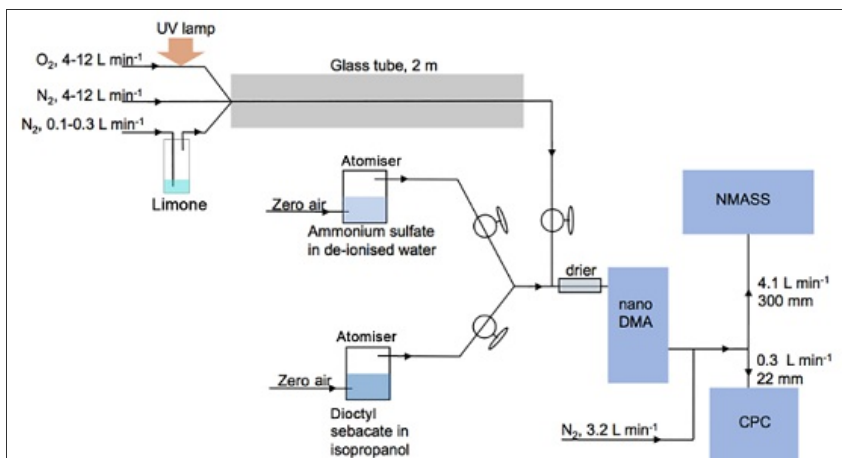 UV lamp
O₂, 4-12 L min⁻¹
Glass tube, 2 m
N₂, 4-12 L min⁻¹
N₂, 0.1-0.3 L min⁻¹
Limone
Atomiser
Zero air
Ammonium sulfate
in de-ionised water
NMASS
drier
4.1 L min⁻¹
300 mm
nano
DMA
Atomiser
0.3 L min⁻¹
22 mm
Zero air
Dioctyl
sebacate in
isopropanol
N₂, 3.2 L min⁻¹
CPC